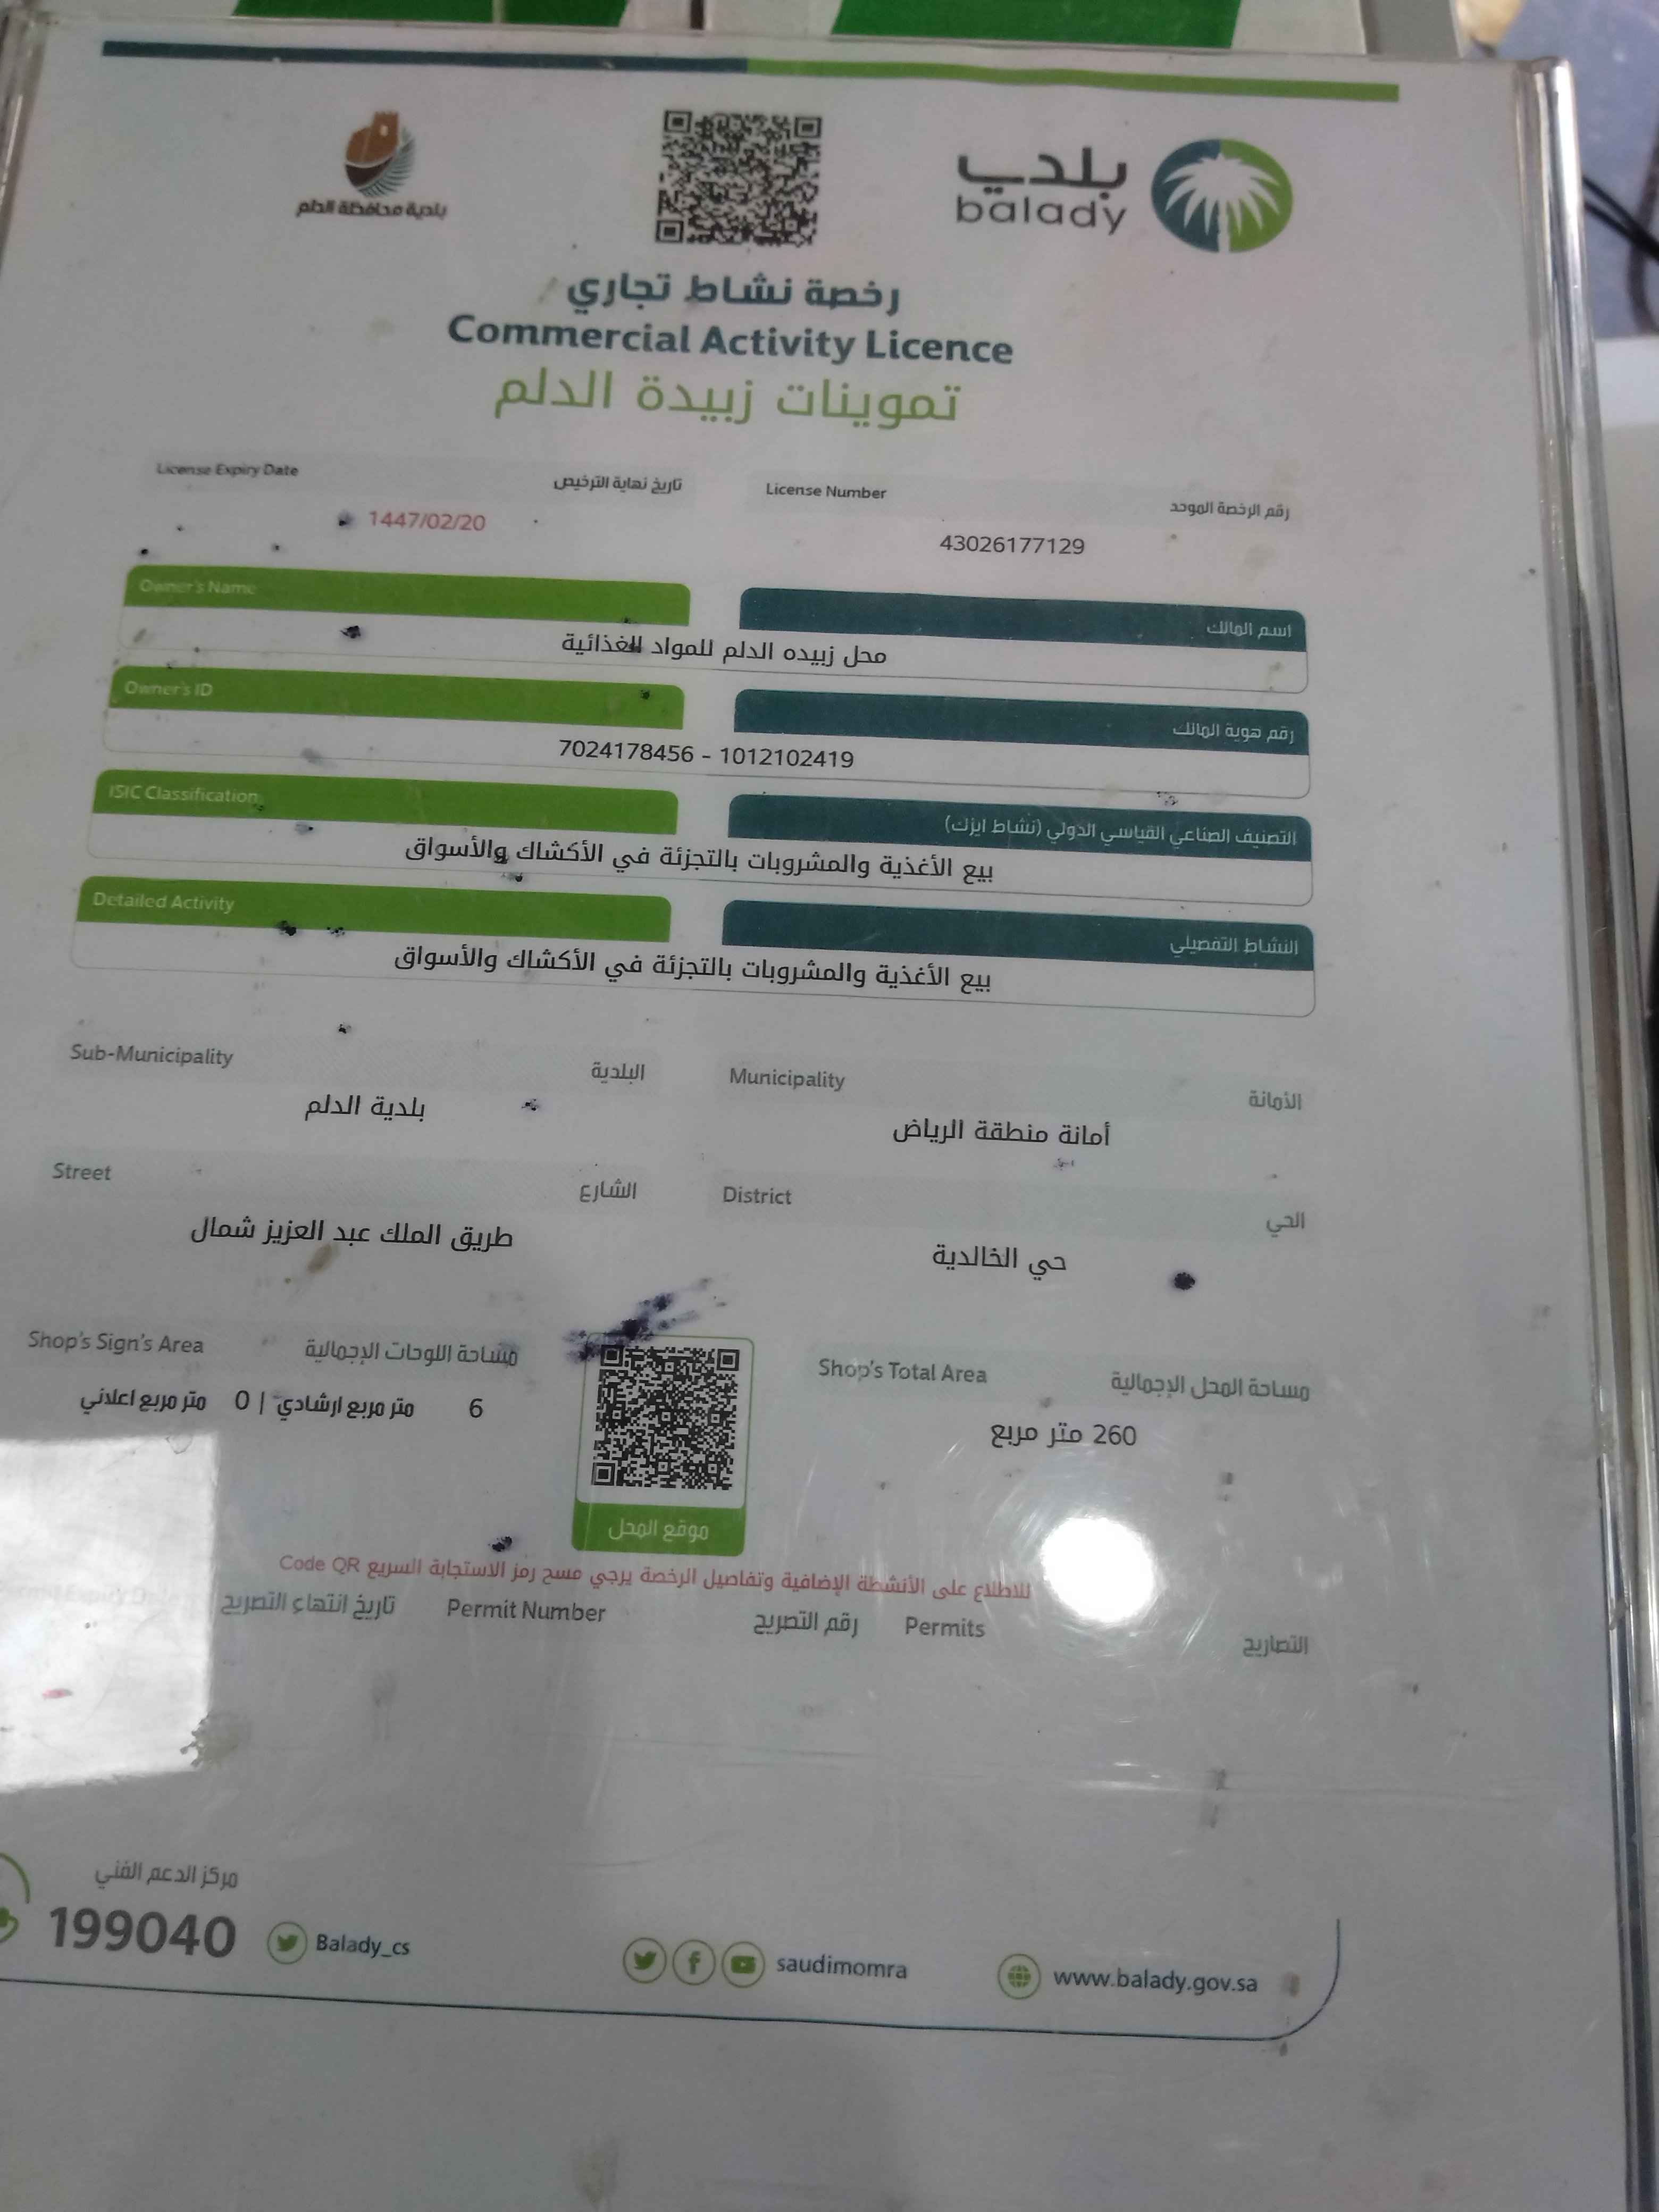 بلدي
balady
بلدية محافظة الدلم
رخصة نشاط تجاري
Commercial Activity Licence
تموينات زبيدة الدلم
رقم الرخصة الموحد License Number
43026177129
تاريخ نهاية الترخيص License Expiry Date
1447/02/20
اسم المالك Owner's Name
محل زبيده الدلم للمواد الغذائية
رقم هوية المالك Owner's ID
7024178456 - 1012102419
التصنيف الصناعي القياسي الدولي (نشاط ايزك) ISIC Classification
بيع الأغذية والمشروبات بالتجزئة في الأكشاك والأسواق
النشاط التفصيلي Detailed Activity
بيع الأغذية والمشروبات بالتجزئة في الأكشاك والأسواق
الأمانة Municipality
أمانة منطقة الرياض
البلدية Sub-Municipality
بلدية الدلم
الحي District
حي الخالدية
الشارع Street
طريق الملك عبد العزيز شمال
مساحة المحل الإجمالية Shop's Total Area
260 متر مربع
مساحة اللوحات الإجمالية Shop's Sign's Area
6 متر مربع ارشادي | 0 متر مربع اعلاني
موقع المحل
للاطلاع على الأنشطة الإضافية وتفاصيل الرخصة يرجي مسح رمز الاستجابة السريع Code QR
التصاريح Permits رقم التصريح Permit Number تاريخ انتهاء التصريح Permit Expiry Date
مركز الدعم الفني
199040
Balady_cs
saudimomra
www.balady.gov.sa